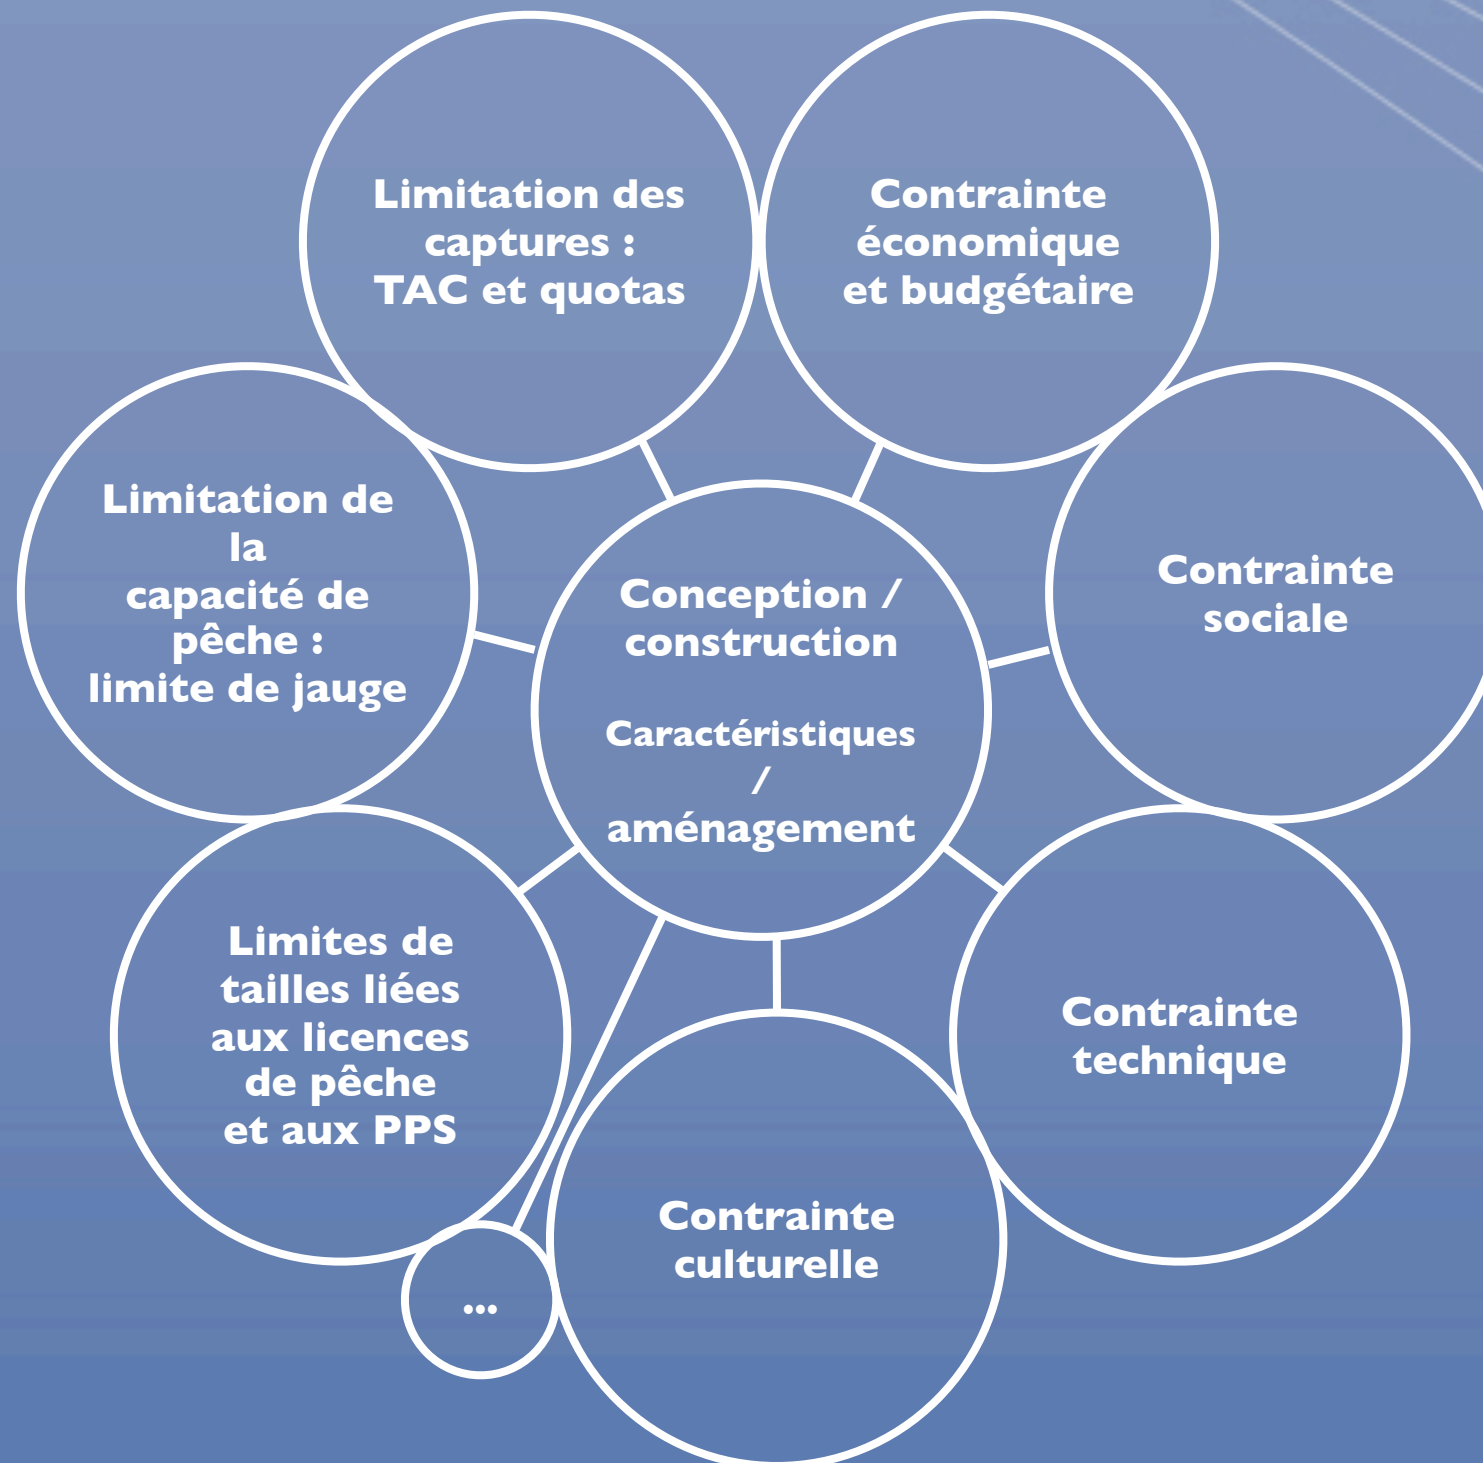 Limitation des
captures :
TAC et quotas
Contrainte
économique
et budgétaire
Limitation de
la
capacité de
pêche :
limite de jauge
Conception /
construction
Caractéristiques
/
aménagement
Contrainte
sociale
Limites de
tailles liées
aux licences
de pêche
et aux PPS
Contrainte
technique
Contrainte
culturelle
...